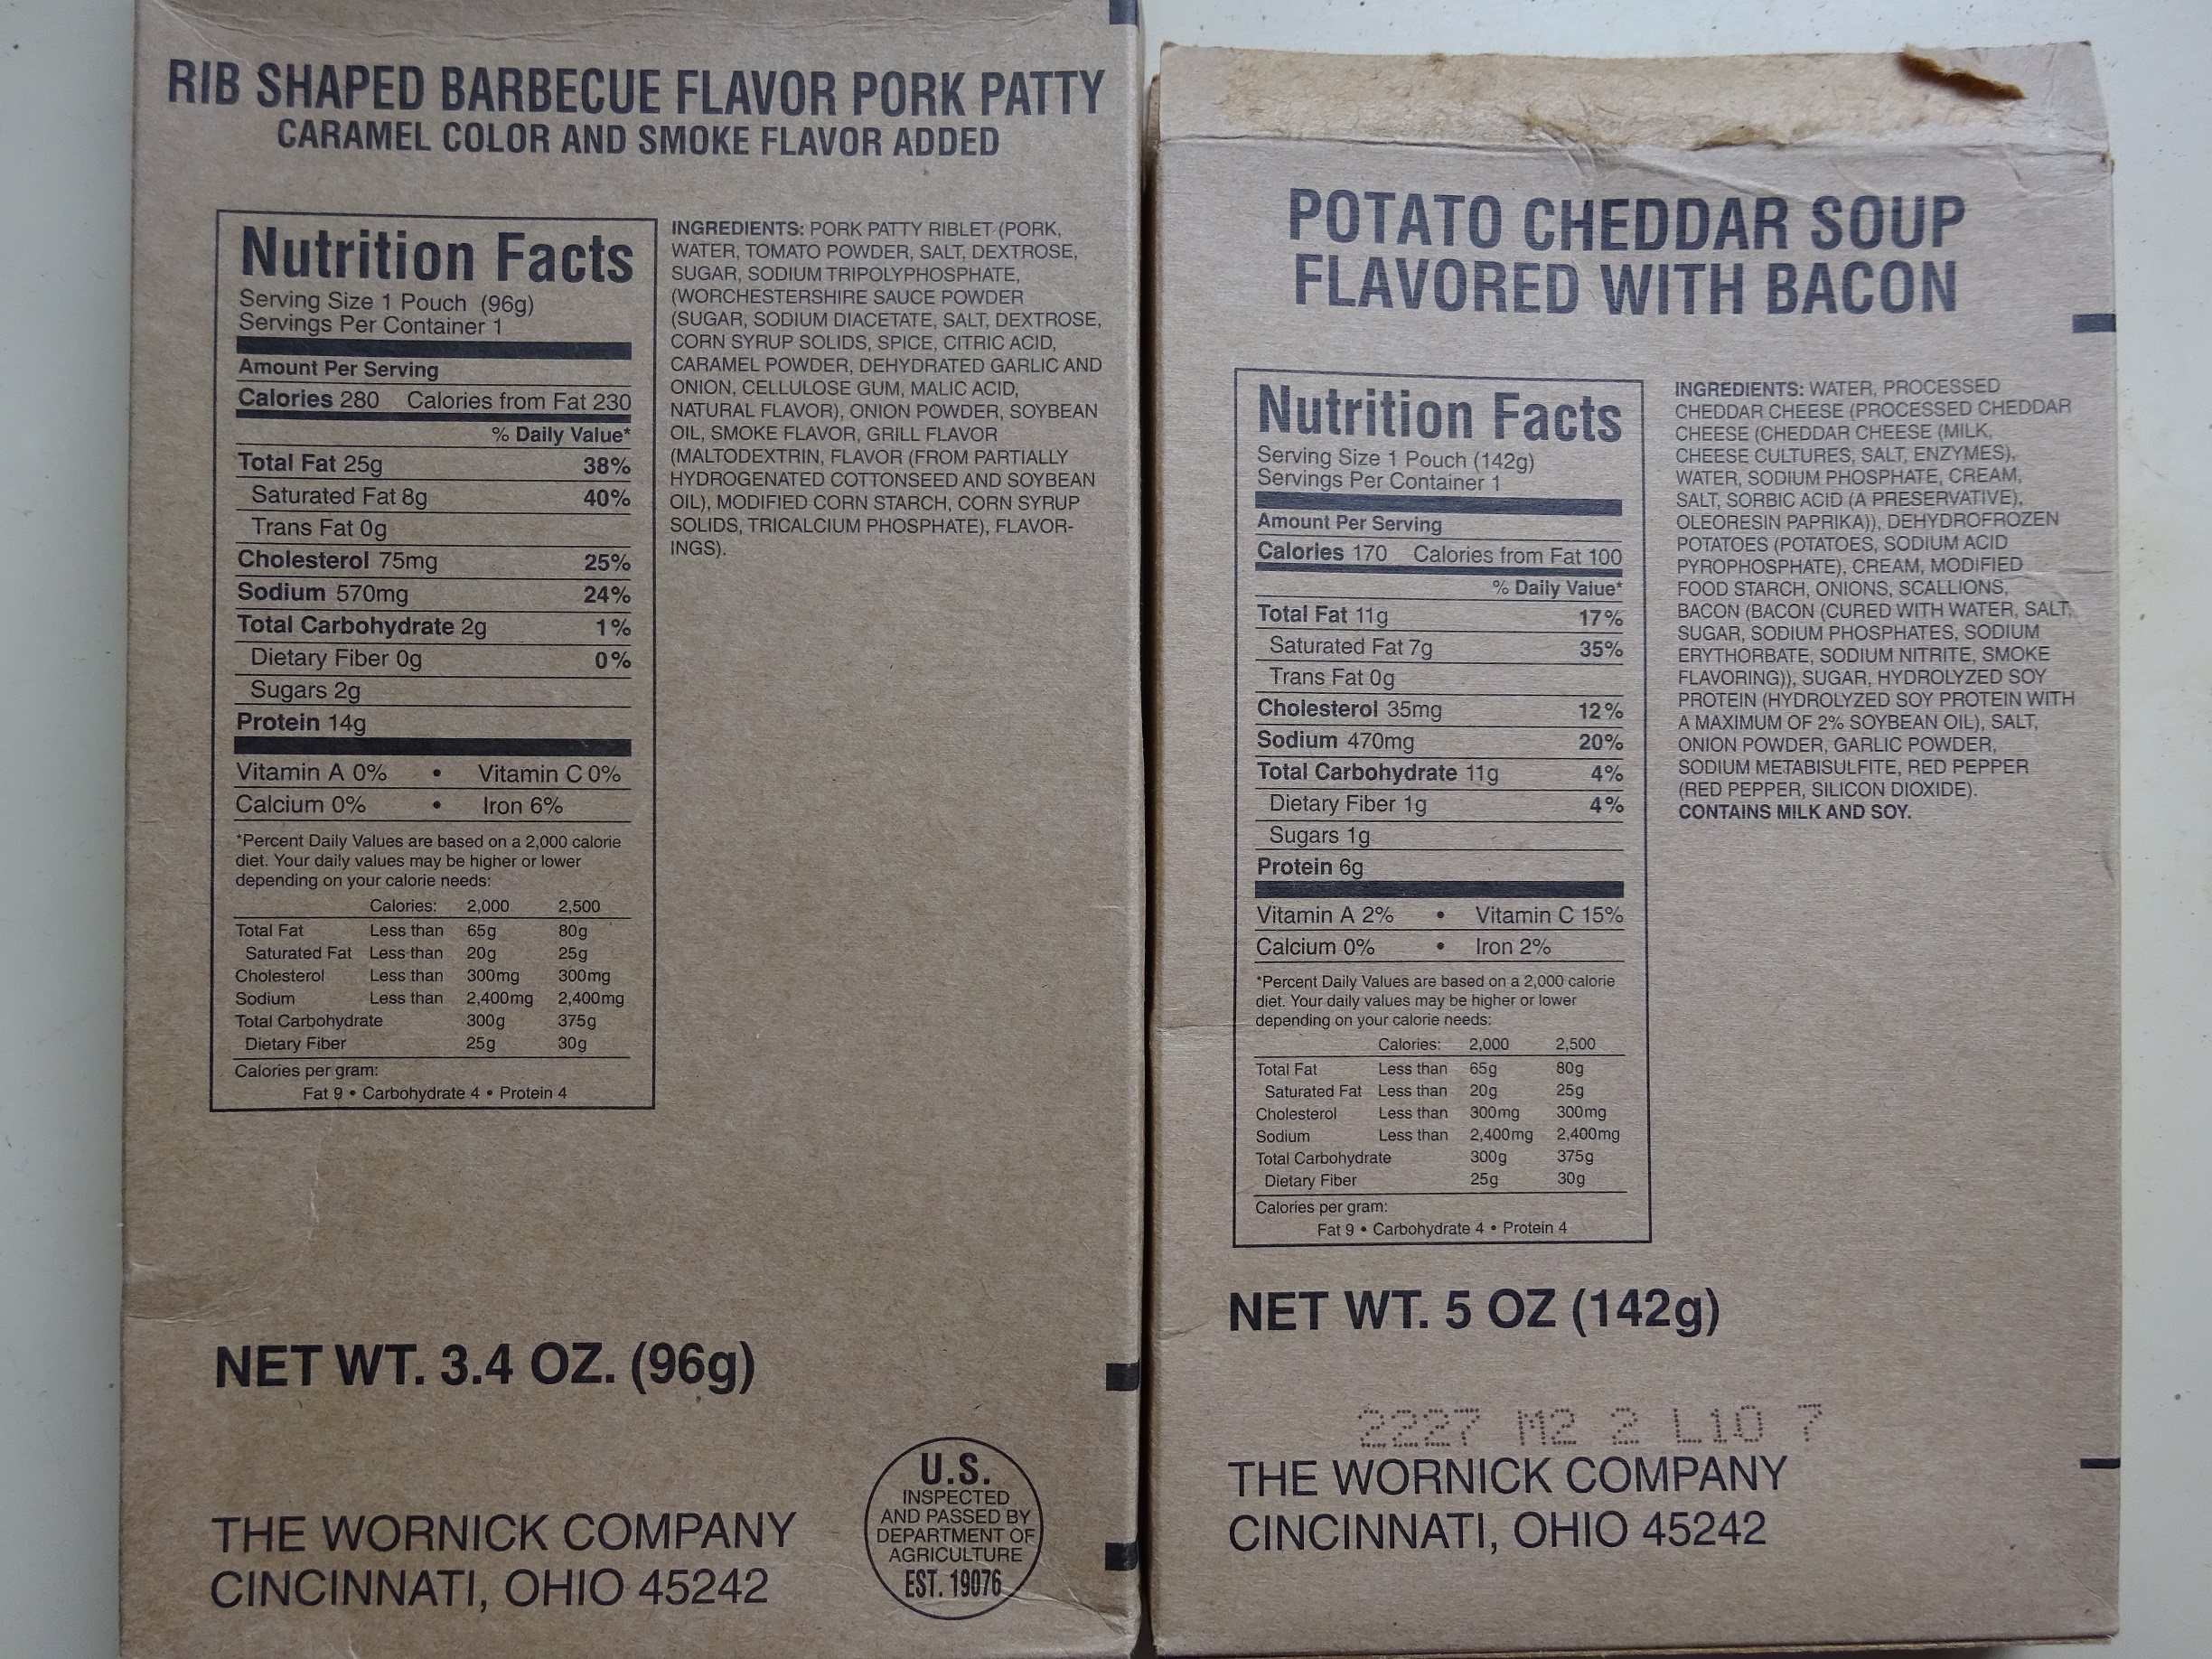 RIB SHAPED BARBECUE FLAVOR PORK PATTY
CARAMEL COLOR AND SMOKE FLAVOR ADDED
Nutrition Facts
Serving Size 1 Pouch (96g)
Servings Per Container 1
Amount Per Serving
Calories 280 Calories from Fat 230
% Daily Value*
Total Fat 25g 38%
Saturated Fat 8g 40%
Trans Fat 0g
Cholesterol 75mg 25%
Sodium 570mg 24%
Total Carbohydrate 2g 1%
Dietary Fiber 0g 0%
Sugars 2g
Protein 14g
Vitamin A 0% • Vitamin C 0%
Calcium 0% • Iron 6%
*Percent Daily Values are based on a 2,000 calorie
diet. Your daily values may be higher or lower
depending on your calorie needs:
Calories: 2,000 2,500
Total Fat Less than 65g 80g
Saturated Fat Less than 20g 25g
Cholesterol Less than 300mg 300mg
Sodium Less than 2,400mg 2,400mg
Total Carbohydrate 300g 375g
Dietary Fiber 25g 30g
Calories per gram:
Fat 9 • Carbohydrate 4 • Protein 4
INGREDIENTS: PORK PATTY RIBLET (PORK,
WATER, TOMATO POWDER, SALT, DEXTROSE,
SUGAR, SODIUM TRIPOLYPHOSPHATE,
(WORCHESTERSHIRE SAUCE POWDER
(SUGAR, SODIUM DIACETATE, SALT, DEXTROSE,
CORN SYRUP SOLIDS, SPICE, CITRIC ACID,
CARAMEL POWDER, DEHYDRATED GARLIC AND
ONION, CELLULOSE GUM, MALIC ACID,
NATURAL FLAVOR), ONION POWDER, SOYBEAN
OIL, SMOKE FLAVOR, GRILL FLAVOR
(MALTODEXTRIN, FLAVOR (FROM PARTIALLY
HYDROGENATED COTTONSEED AND SOYBEAN
OIL), MODIFIED CORN STARCH, CORN SYRUP
SOLIDS, TRICALCIUM PHOSPHATE), FLAVOR-
INGS).
NET WT. 3.4 OZ. (96g)
THE WORNICK COMPANY
CINCINNATI, OHIO 45242
U.S.
INSPECTED
AND PASSED BY
DEPARTMENT OF
AGRICULTURE
EST. 19076
POTATO CHEDDAR SOUP
FLAVORED WITH BACON
Nutrition Facts
Serving Size 1 Pouch (142g)
Servings Per Container 1
Amount Per Serving
Calories 170 Calories from Fat 100
% Daily Value*
Total Fat 11g 17%
Saturated Fat 7g 35%
Trans Fat 0g
Cholesterol 35mg 12%
Sodium 470mg 20%
Total Carbohydrate 11g 4%
Dietary Fiber 1g 4%
Sugars 1g
Protein 6g
Vitamin A 2% • Vitamin C 15%
Calcium 0% • Iron 2%
*Percent Daily Values are based on a 2,000 calorie
diet. Your daily values may be higher or lower
depending on your calorie needs:
Calories: 2,000 2,500
Total Fat Less than 65g 80g
Saturated Fat Less than 20g 25g
Cholesterol Less than 300mg 300mg
Sodium Less than 2,400mg 2,400mg
Total Carbohydrate 300g 375g
Dietary Fiber 25g 30g
Calories per gram:
Fat 9 • Carbohydrate 4 • Protein 4
INGREDIENTS: WATER, PROCESSED
CHEDDAR CHEESE (PROCESSED CHEDDAR
CHEESE (CHEDDAR CHEESE (MILK,
CHEESE CULTURES, SALT, ENZYMES),
WATER, SODIUM PHOSPHATE, CREAM,
SALT, SORBIC ACID (A PRESERVATIVE),
OLEORESIN PAPRIKA)), DEHYDROFROZEN
POTATOES (POTATOES, SODIUM ACID
PYROPHOSPHATE), CREAM, MODIFIED
FOOD STARCH, ONIONS, SCALLIONS,
BACON (BACON (CURED WITH WATER, SALT,
SUGAR, SODIUM PHOSPHATES, SODIUM
ERYTHORBATE, SODIUM NITRITE, SMOKE
FLAVORING)), SUGAR, HYDROLYZED SOY
PROTEIN (HYDROLYZED SOY PROTEIN WITH
A MAXIMUM OF 2% SOYBEAN OIL), SALT,
ONION POWDER, GARLIC POWDER,
SODIUM METABISULFITE, RED PEPPER
(RED PEPPER, SILICON DIOXIDE).
CONTAINS MILK AND SOY.
NET WT. 5 OZ (142g)
2227 M2 2 L10 7
THE WORNICK COMPANY
CINCINNATI, OHIO 45242